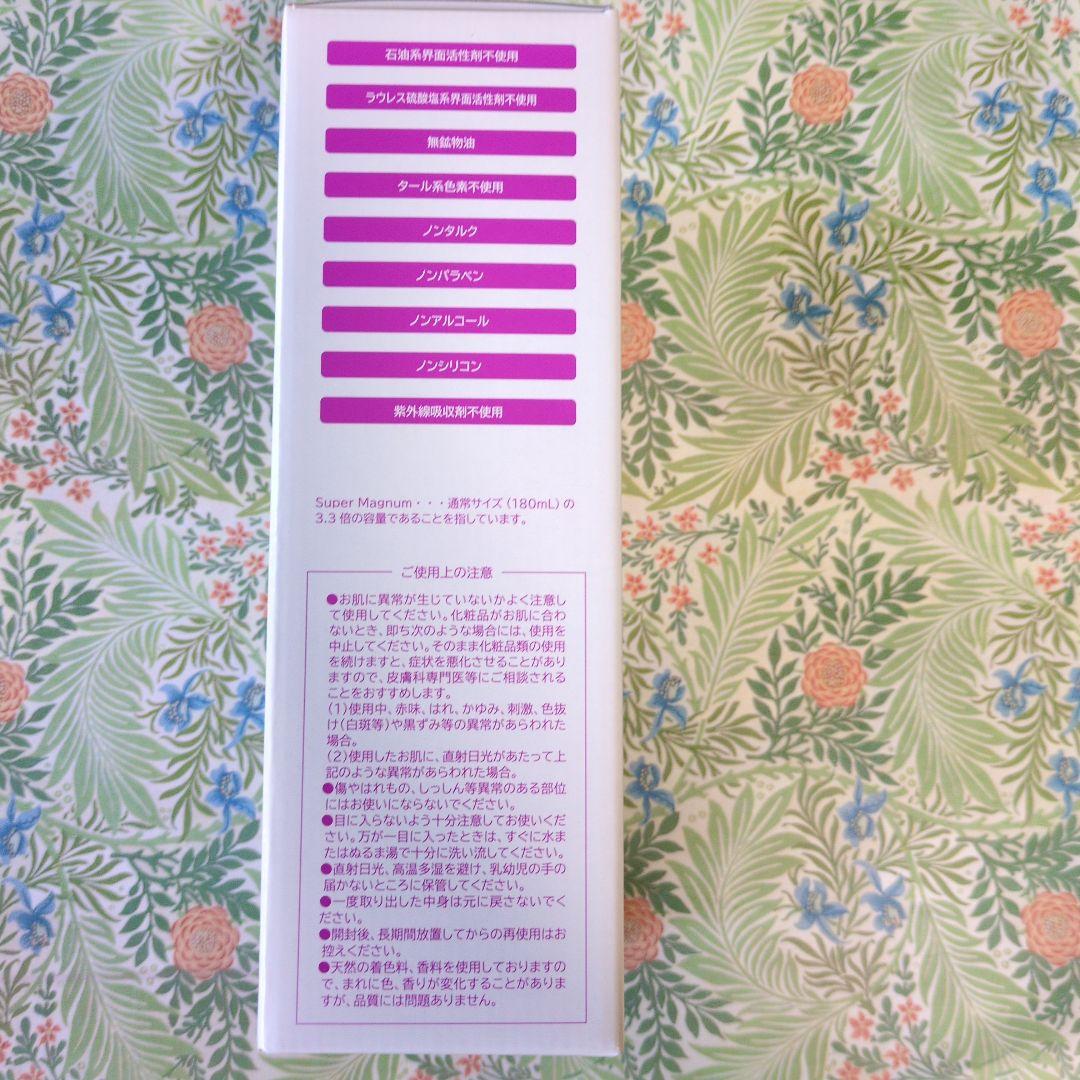 石油系界面活性剤不使用
ラウレス硫酸塩系界面活性剤不使用
無鉱物油
タール系色素不使用
ノンタルク
ノンパラベン
ノンアルコール
ノンシリコン
紫外線吸収剤不使用
Super Magnum・・・通常サイズ（180mL）の
3.3 倍の容量であることを指しています。
ご使用上の注意
●お肌に異常が生じていないかよく注意し
て使用してください。化粧品がお肌に合わ
ないとき、即ち次のような場合には、使用を
中止してください。そのまま化粧品類の使用
を続けますと、症状を悪化させることがあり
ますので、皮膚科専門医等にご相談される
ことをおすすめします。
（1）使用中、赤味、はれ、かゆみ、刺激、色抜
け（白斑等）や黒ずみ等の異常があらわれた
場合。
（2）使用したお肌に、直射日光があたって上
記のような異常があらわれた場合。
●傷やはれもの、しっしん等異常のある部位
にはお使いにならないでください。
●目に入らないよう十分注意してお使いくだ
さい。万が一目に入ったときは、すぐに水ま
たはぬるま湯で十分に洗い流してください。
●直射日光、高温多湿を避け、乳幼児の手の
届かないところに保管してください。
●一度取り出した中身は元に戻さないでく
ださい。
●開封後、長期間放置してからの再使用はお
控えください。
●天然の着色料、香料を使用しておりますの
で、まれに色、香りが変化することがありま
すが、品質には問題ありません。